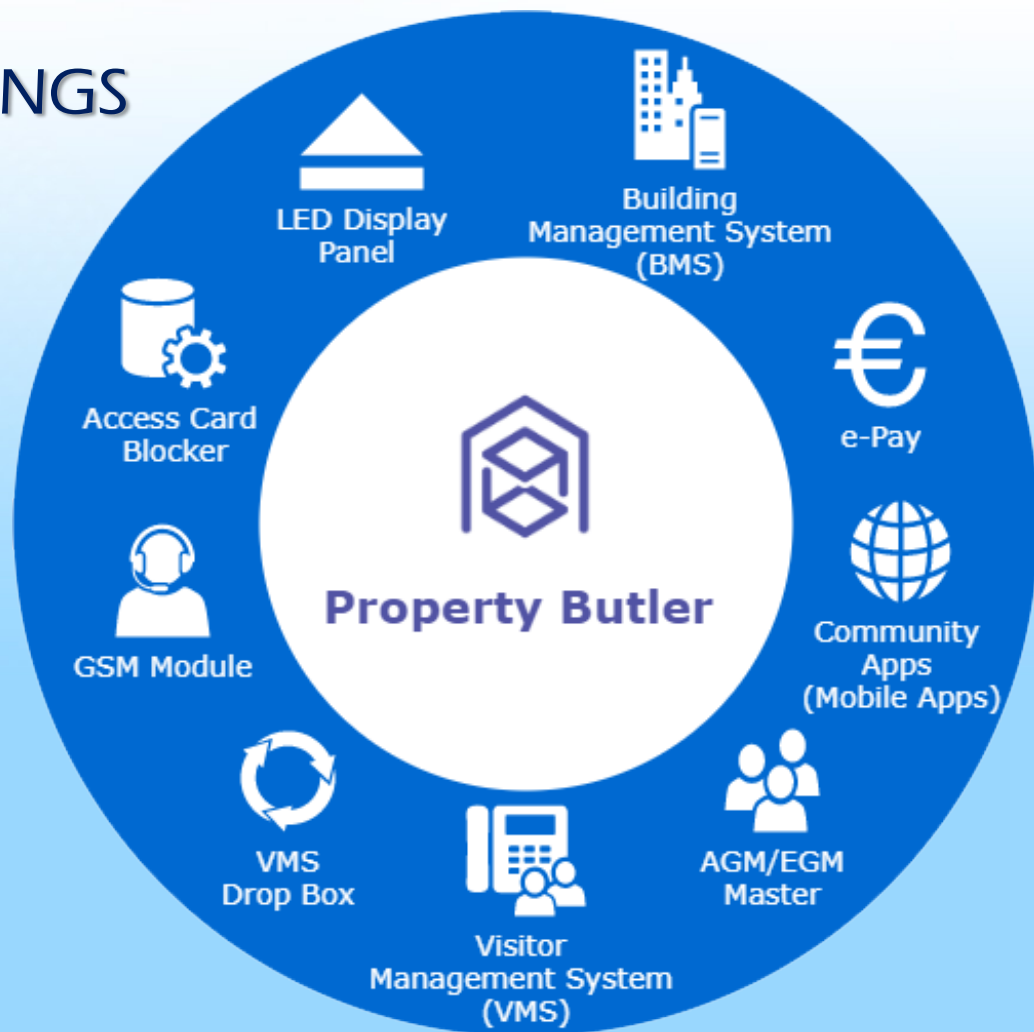 NGS
LED Display
Panel
Building
Management System
(BMS)
Access Card
Blocker
€
e-Pay
Property Butler
GSM Module
Community
Apps
(Mobile Apps)
VMS
Drop Box
AGM/EGM
Master
Visitor
Management System
(VMS)